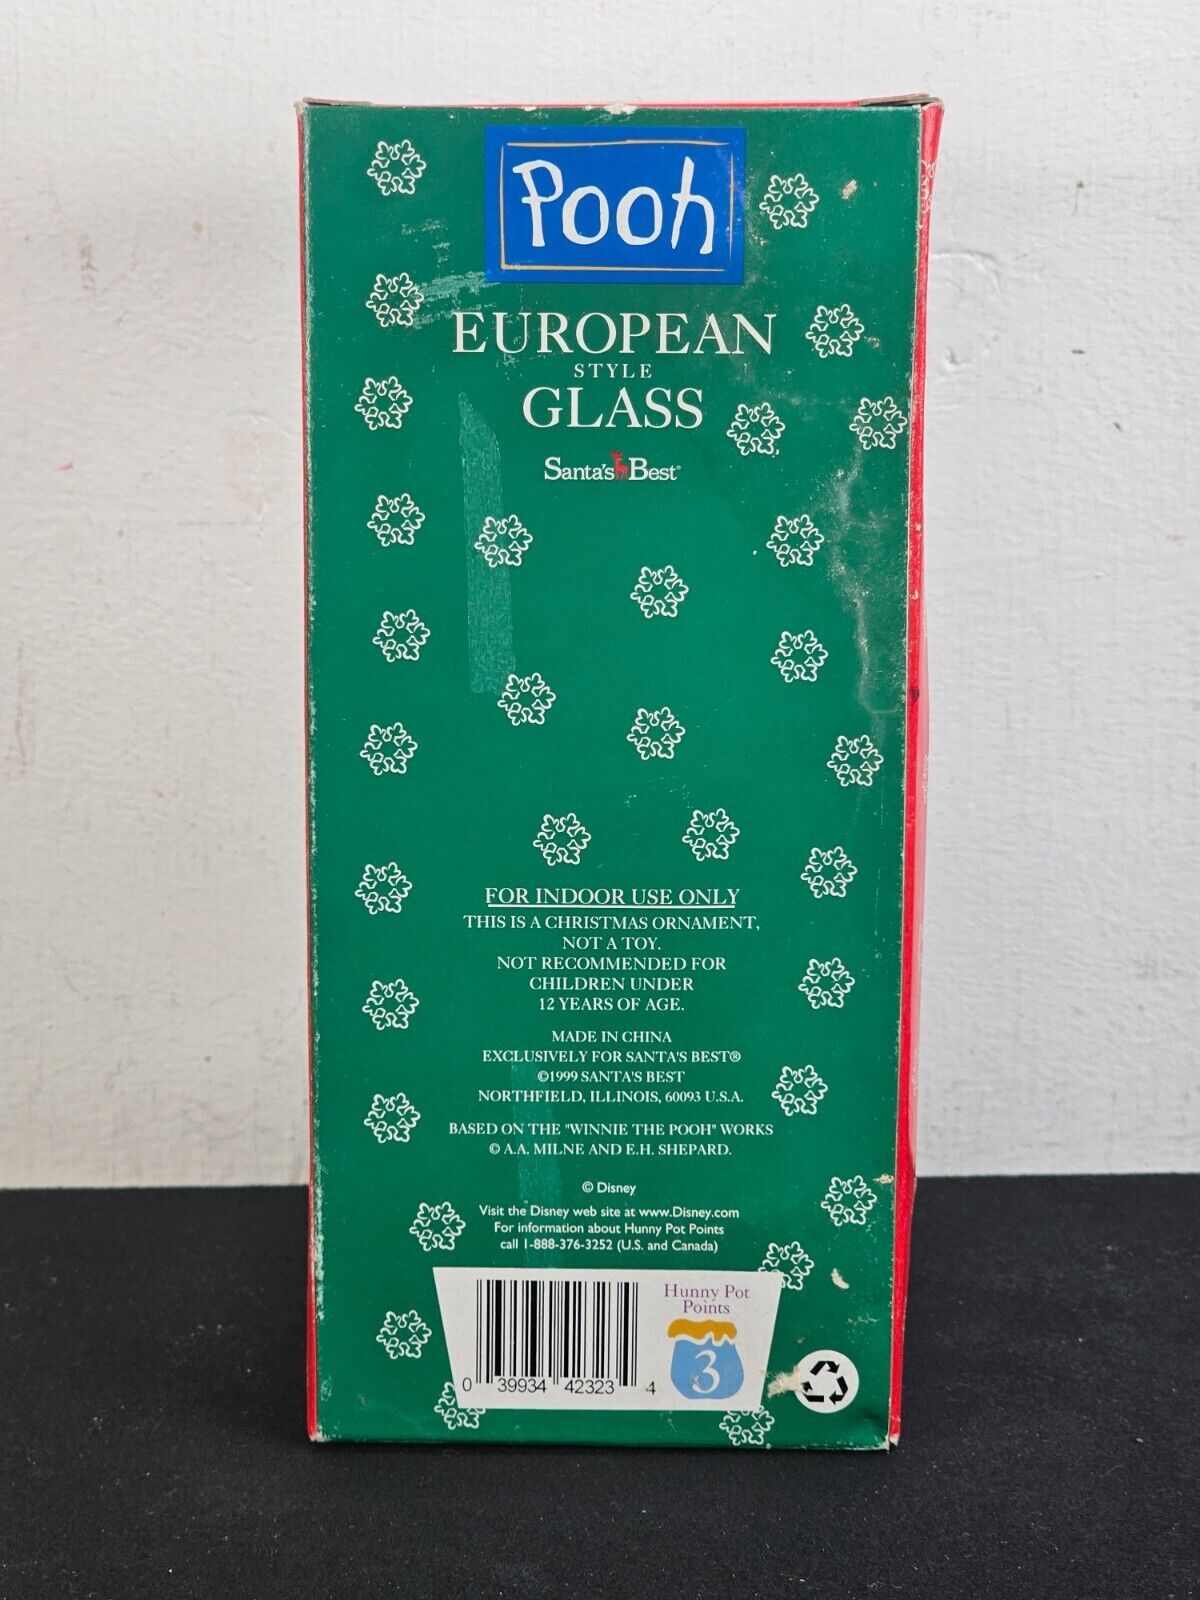 Pooh
EUROPEAN
STYLE
GLASS
Santa's Best®
FOR INDOOR USE ONLY
THIS IS A CHRISTMAS ORNAMENT,
NOT A TOY.
NOT RECOMMENDED FOR
CHILDREN UNDER
12 YEARS OF AGE.
MADE IN CHINA
EXCLUSIVELY FOR SANTA'S BEST®
©1999 SANTA'S BEST
NORTHFIELD, ILLINOIS, 60093 U.S.A.
BASED ON THE "WINNIE THE POOH" WORKS
© A.A. MILNE AND E.H. SHEPARD.
© Disney
Visit the Disney web site at www.Disney.com
For information about Hunny Pot Points
call 1-888-376-3252 (U.S. and Canada)
Hunny Pot
Points
3
0 39934 42323 4